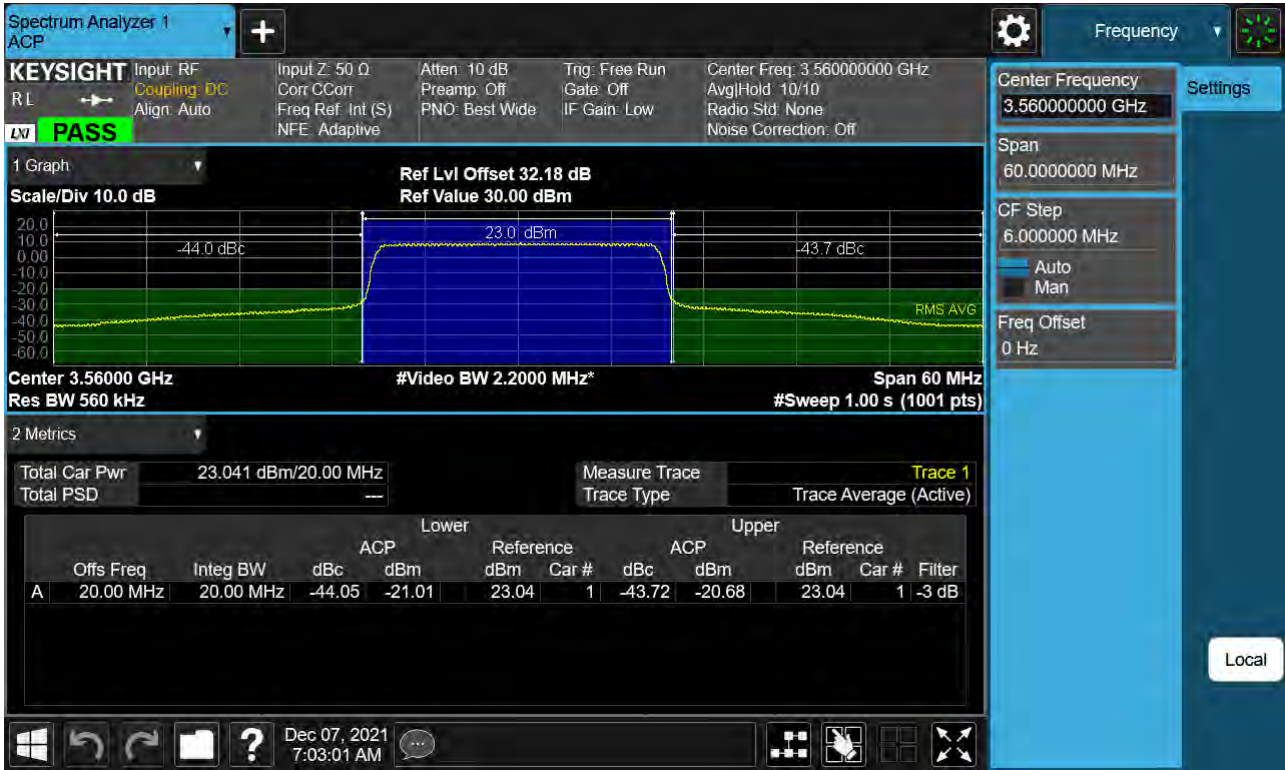 Spectrum Analyzer 1
ACP
+
Frequency
KEYSIGHT
RL
LXI PASS
Input: RF
Coupling: DC
Align: Auto
Input Z: 50 Ω
Corr CCorr
Freq Ref: Int (S)
NFE: Adaptive
Atten: 10 dB
Preamp: Off
PNO: Best Wide
Trig: Free Run
Gate: Off
IF Gain: Low
Center Freq: 3.560000000 GHz
Avg|Hold: 10/10
Radio Std: None
Noise Correction: Off
1 Graph
Scale/Div 10.0 dB
Ref Lvl Offset 32.18 dB
Ref Value 30.00 dBm
20.0
10.0
0.00
-10.0
-20.0
-30.0
-40.0
-50.0
-60.0
-44.0 dBc
23.0 dBm
-43.7 dBc
RMS AVG
Center 3.56000 GHz #Video BW 2.2000 MHz* Span 60 MHz
Res BW 560 kHz #Sweep 1.00 s (1001 pts)
2 Metrics
Total Car Pwr 23.041 dBm/20.00 MHz
Total PSD ---
Measure Trace Trace 1
Trace Type Trace Average (Active)
Lower Upper
ACP Reference ACP Reference
Offs Freq Integ BW dBc dBm dBm Car # dBc dBm dBm Car # Filter
A 20.00 MHz 20.00 MHz -44.05 -21.01 23.04 1 -43.72 -20.68 23.04 1 -3 dB
Center Frequency
3.560000000 GHz
Span
60.0000000 MHz
CF Step
6.000000 MHz
Auto
Man
Freq Offset
0 Hz
Settings
Local
?
Dec 07, 2021
7:03:01 AM